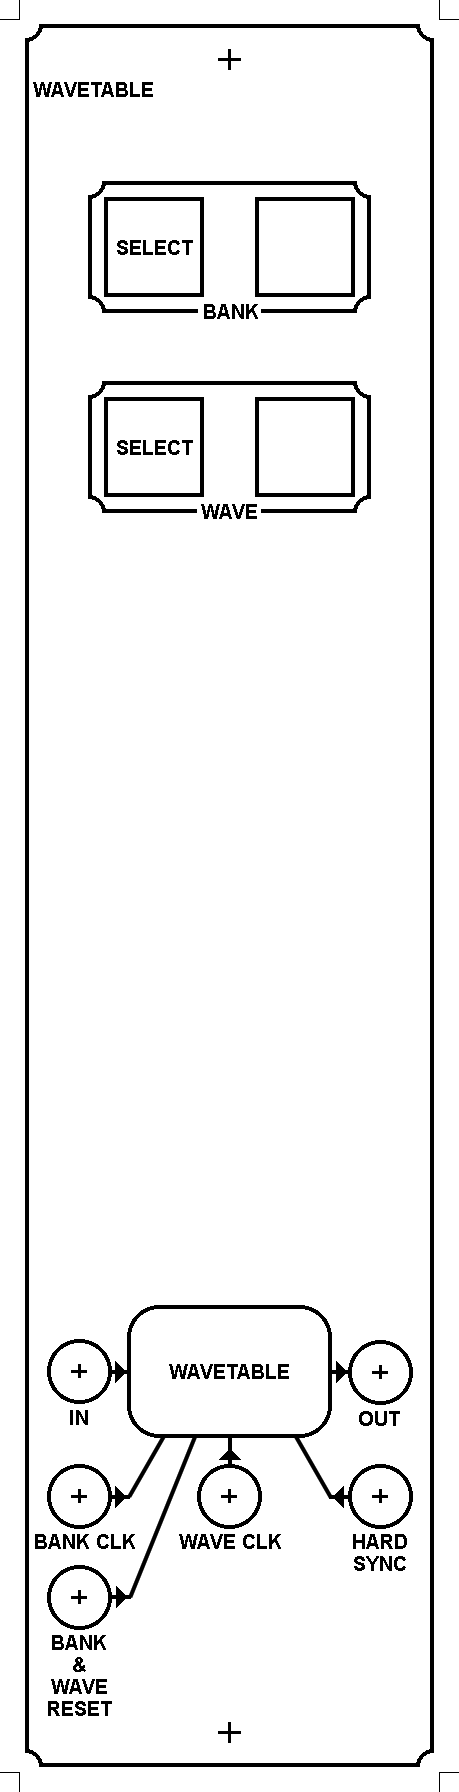 WAVETABLE
SELECT
BANK
SELECT
WAVE
WAVETABLE
IN
OUT
BANK CLK
WAVE CLK
HARD
SYNC
BANK
&
WAVE
RESET